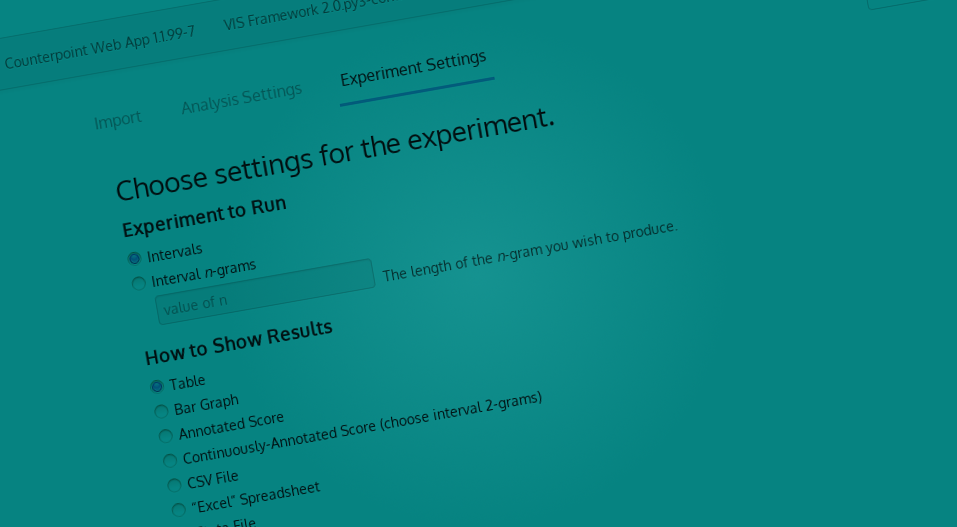 Counterpoint Web App 1.1.99-7
VIS Framework 2.0.py3-
Import
Analysis Settings
Experiment Settings
Choose settings for the experiment.
Experiment to Run
Intervals
Interval n-grams
value of n
The length of the n-gram you wish to produce.
How to Show Results
Table
Bar Graph
Annotated Score
Continuously-Annotated Score (choose interval 2-grams)
CSV File
“Excel” Spreadsheet
File